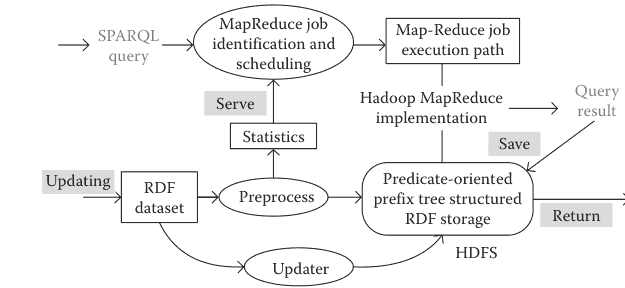 SPARQL
query
MapReduce job
identification and
scheduling
Map-Reduce job
execution path
Serve
Hadoop MapReduce
implementation
Query
result
Statistics
Save
Updating
RDF
dataset
Preprocess
Predicate-oriented
prefix tree structured
RDF storage
Return
Updater
HDFS